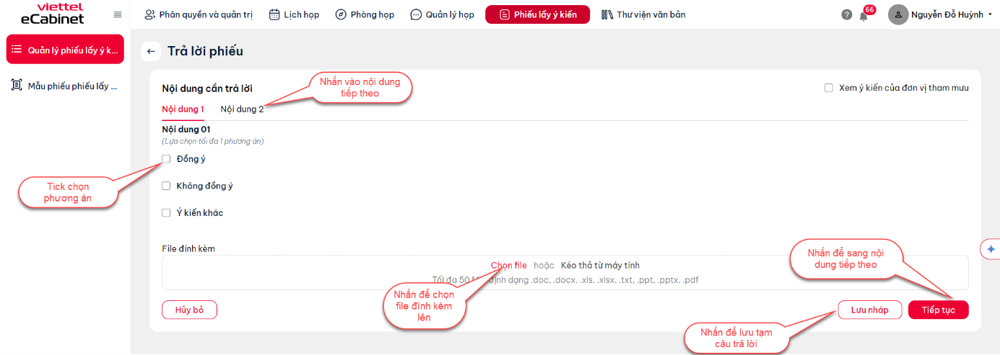 viettel
eCabinet
Phân quyền và quản trị
Lịch họp
Phòng họp
Quản lý họp
Phiếu lấy ý kiến
Thư viện văn bản
66
Nguyễn Đỗ Huỳnh
Quản lý phiếu lấy ý k...
Mẫu phiếu phiếu lấy ...
Trả lời phiếu
Nội dung cần trả lời
Nhấn vào nội dung
tiếp theo
Xem ý kiến của đơn vị tham mưu
Nội dung 1
Nội dung 2
Nội dung 01
(Lựa chọn tối đa 1 phương án)
Đồng ý
Tick chọn
phương án
Không đồng ý
Ý kiến khác
File đính kèm
Chọn file hoặc Kéo thả từ máy tính
Tối đa 50 định dạng .doc, .docx, .xls, .xlsx, .txt, .ppt, .pptx, .pdf
Nhấn để sang nội
dung tiếp theo
Nhấn để chọn
file đính kèm
lên
Hủy bỏ
Lưu nháp
Tiếp tục
Nhấn để lưu tạm
câu trả lời